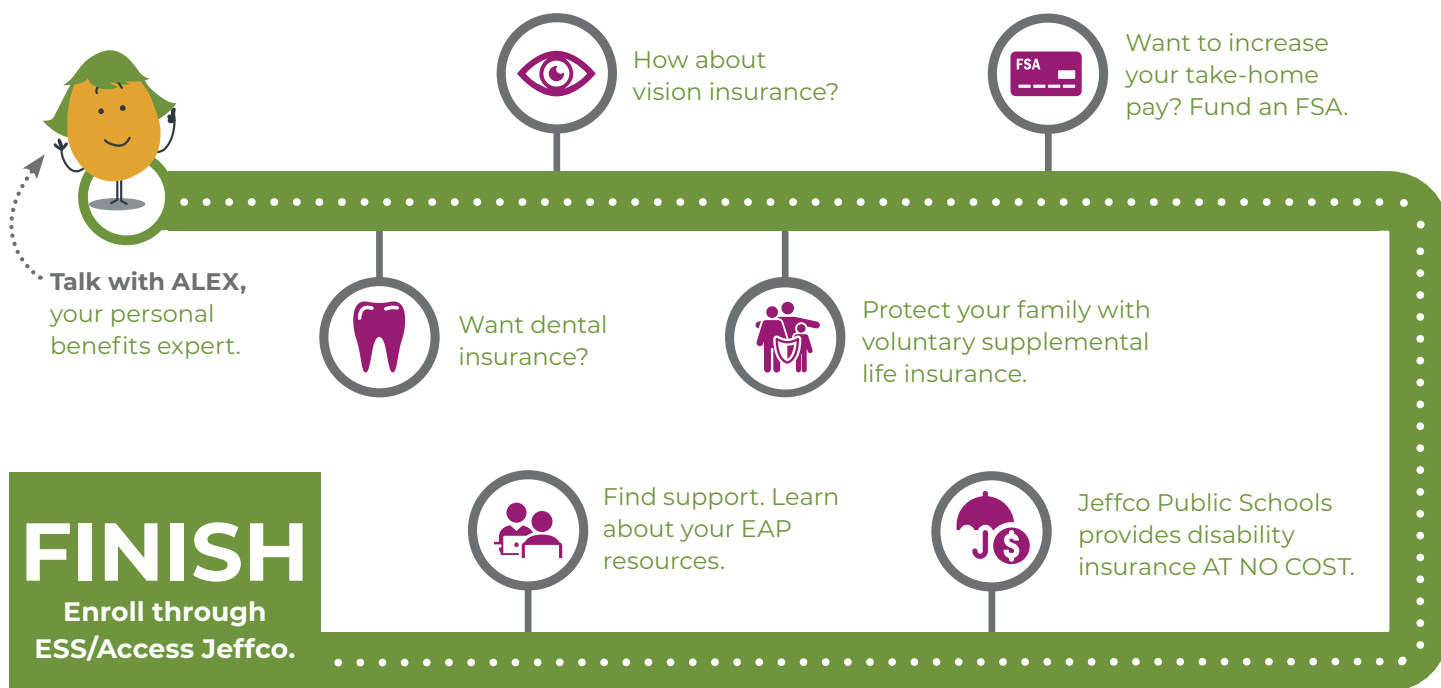 Talk with ALEX,
your personal
benefits expert.
Want dental
insurance?
How about
vision insurance?
Protect your family with
voluntary supplemental
life insurance.
FSA
Want to increase
your take-home
pay? Fund an FSA.
Jeffco Public Schools
provides disability
insurance AT NO COST.
Find support. Learn
about your EAP
resources.
FINISH
Enroll through
ESS/Access Jeffco.